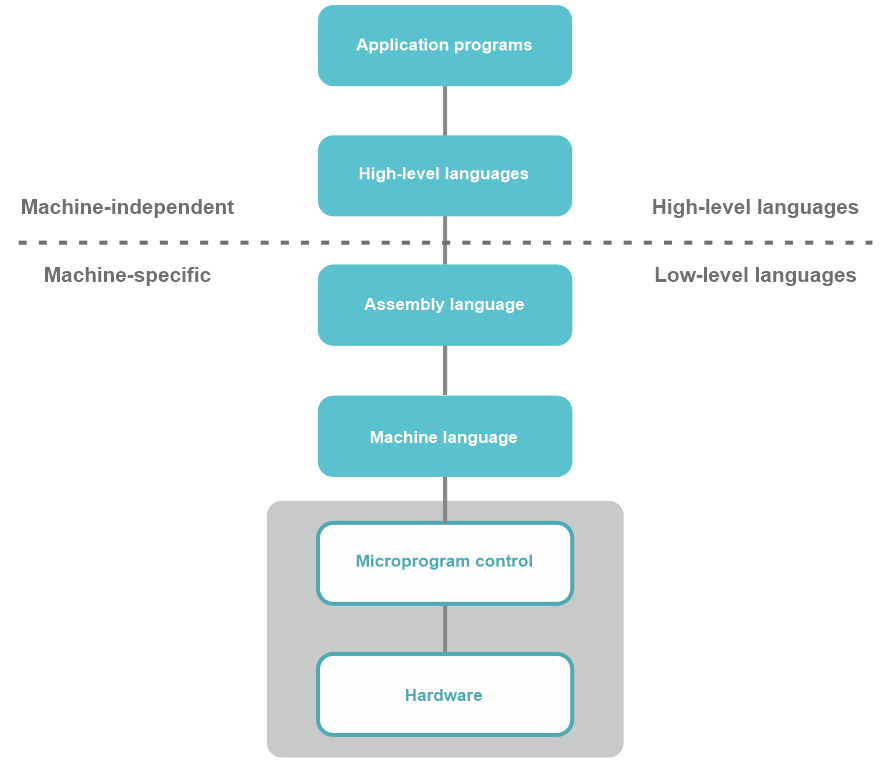 Application programs
High-level languages
Machine-independent
High-level languages
Machine-specific
Low-level languages
Assembly language
Machine language
Microprogram control
Hardware